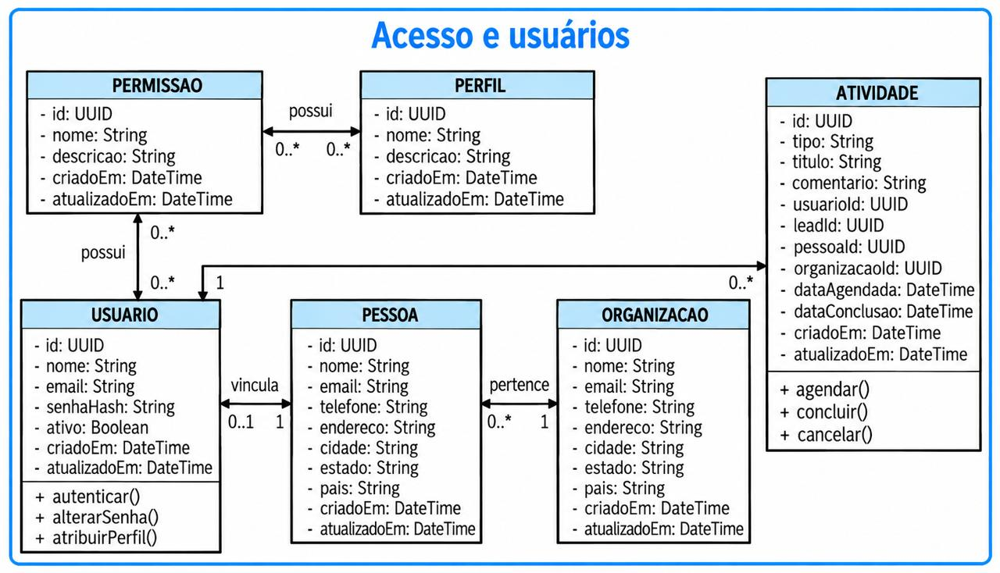 Acesso e usuários
PERMISSAO
- id: UUID
- nome: String
- descricao: String
- criadoEm: DateTime
- atualizadoEm: DateTime
possui
0..* 0..*
PERFIL
- id: UUID
- nome: String
- descricao: String
- criadoEm: DateTime
- atualizadoEm: DateTime
ATIVIDADE
- id: UUID
- tipo: String
- titulo: String
- comentario: String
- usuarioId: UUID
- leadId: UUID
- pessoaId: UUID
- organizacaoId: UUID
- dataAgendada: DateTime
- dataConclusao: DateTime
- criadoEm: DateTime
- atualizadoEm: DateTime
+ agendar()
+ concluir()
+ cancelar()
0..*
possui
0..*
1
0..*
USUARIO
- id: UUID
- nome: String
- email: String
- senhaHash: String
- ativo: Boolean
- criadoEm: DateTime
- atualizadoEm: DateTime
+ autenticar()
+ alterarSenha()
+ atribuirPerfil()
vincula
0..1 1
PESSOA
- id: UUID
- nome: String
- email: String
- telefone: String
- endereco: String
- cidade: String
- estado: String
- pais: String
- criadoEm: DateTime
- atualizadoEm: DateTime
pertence
0..* 1
ORGANIZACAO
- id: UUID
- nome: String
- email: String
- telefone: String
- endereco: String
- cidade: String
- estado: String
- pais: String
- criadoEm: DateTime
- atualizadoEm: DateTime